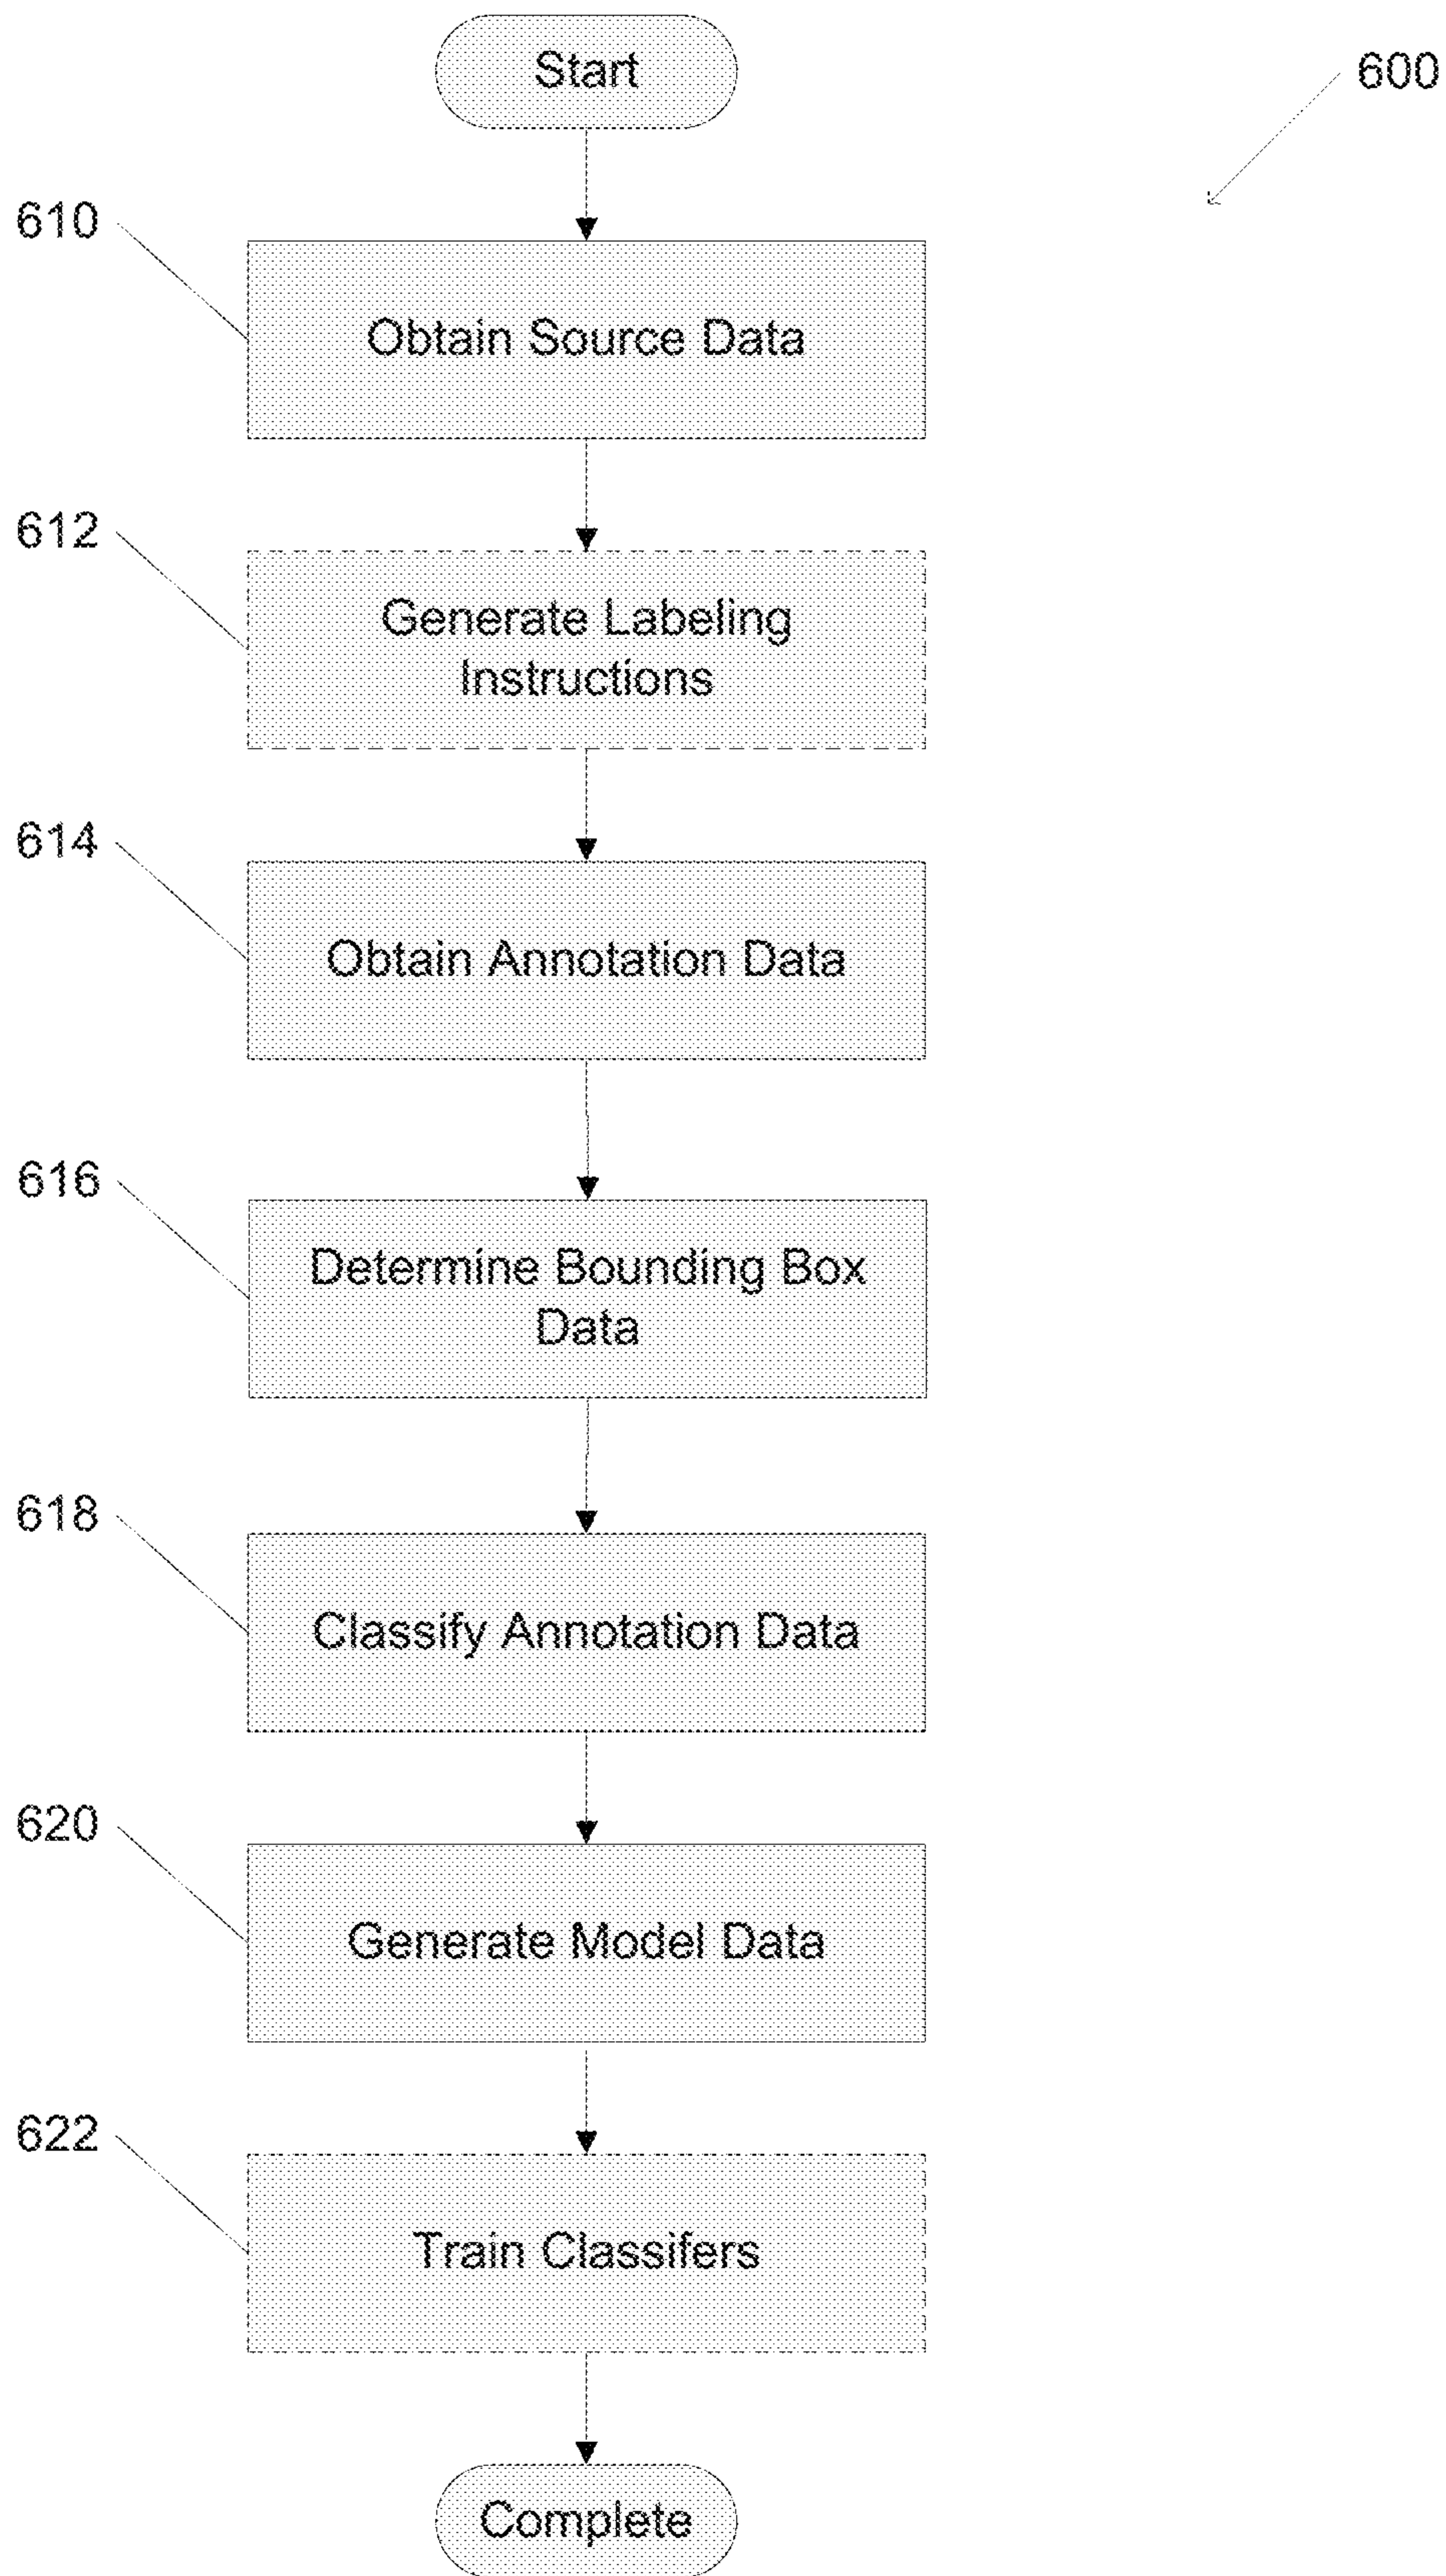 Start
600
610
Obtain Source Data
612
Generate Labeling
Instructions
614
Obtain Annotation Data
616
Determine Bounding Box
Data
618
Classify Annotation Data
620
Generate Model Data
622
Train Classifers
Complete